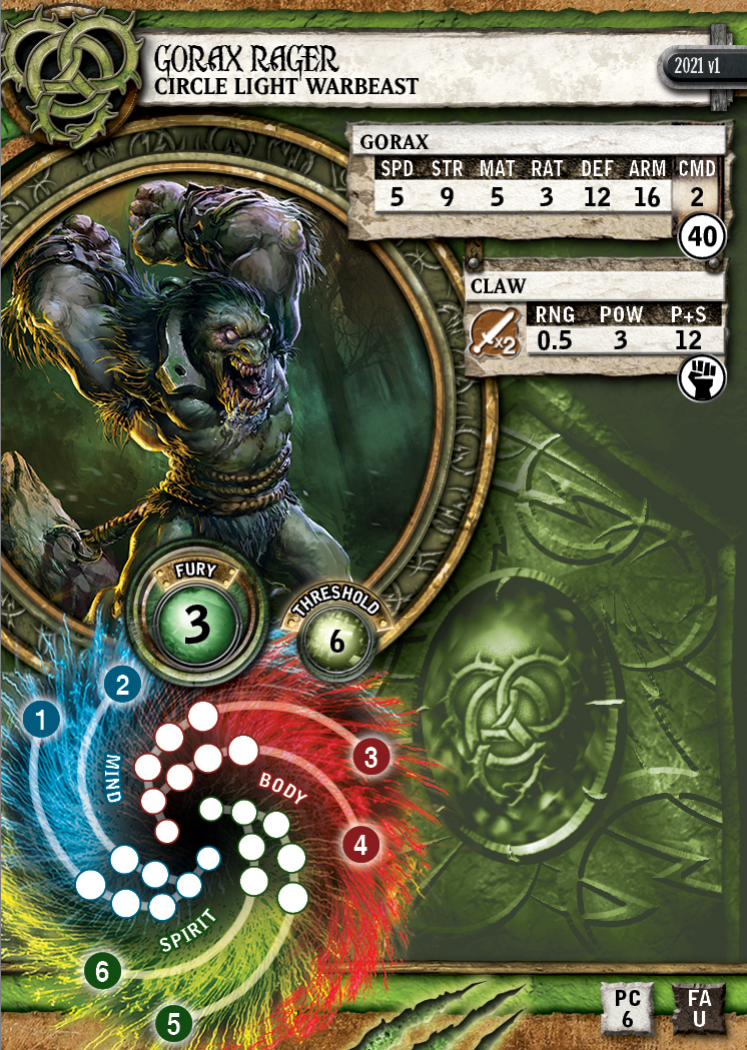 GORAX RAGER
CIRCLE LIGHT WARBEAST
2021 v1
GORAX
SPD STR MAT RAT DEF ARM CMD
5 9 5 3 12 16 2
40
CLAW
RNG POW P+S
x2 0.5 3 12
FURY
3
THRESHOLD
6
1
2
3
4
5
6
MIND
BODY
SPIRIT
PC
6
FA
U